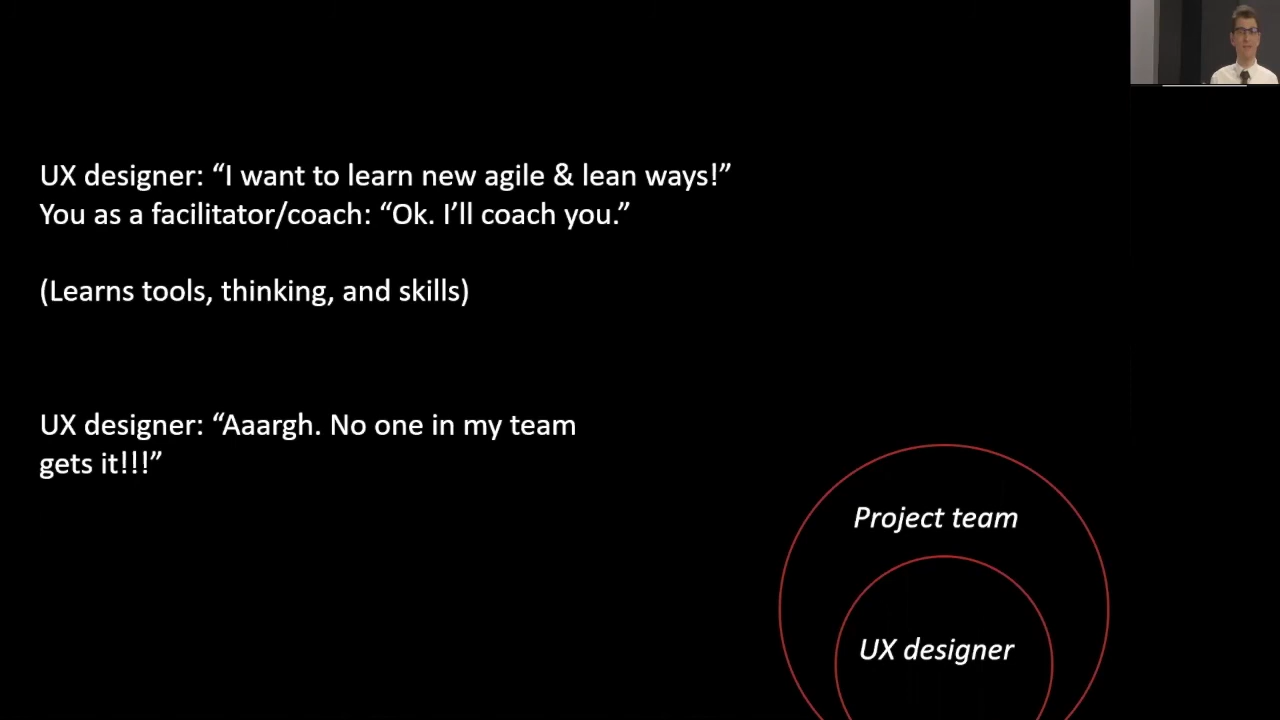 UX designer: “I want to learn new agile & lean ways!”
You as a facilitator/coach: “Ok. I’ll coach you.”
(Learns tools, thinking, and skills)
UX designer: “Aaargh. No one in my team
gets it!!!”
Project team
UX designer